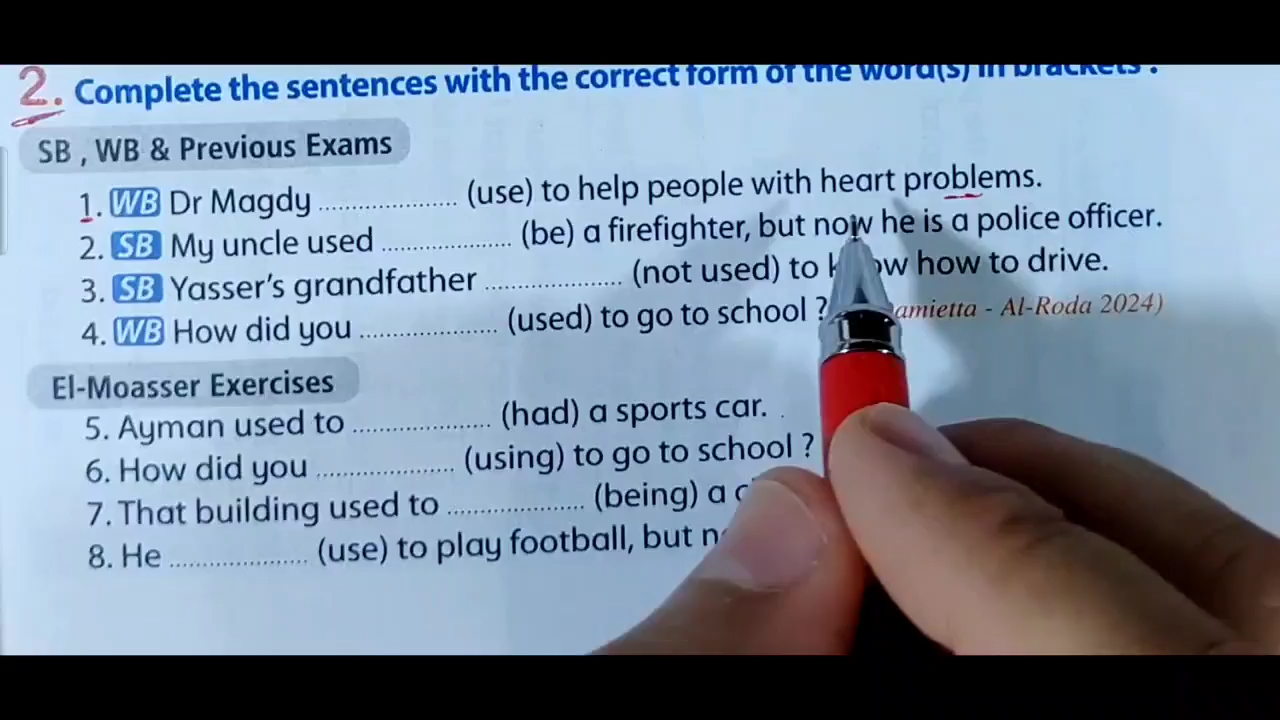 2. Complete the sentences with the correct form of the word(s) in brackets :
SB , WB & Previous Exams
1. WB Dr Magdy .................... (use) to help people with heart problems.
2. SB My uncle used .................... (be) a firefighter, but now he is a police officer.
3. SB Yasser's grandfather .................... (not used) to know how to drive.
4. WB How did you .................... (used) to go to school ? amietta - Al-Roda 2024)
El-Moasser Exercises
5. Ayman used to .................... (had) a sports car.
6. How did you .................... (using) to go to school ?
7. That building used to .................... (being) a
8. He .................... (use) to play football, but